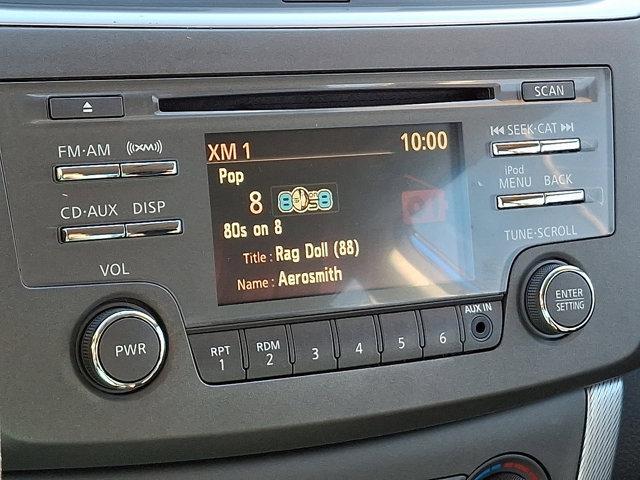 SCAN
FM·AM
((XM))
SEEK·CAT
CD·AUX
DISP
iPod
MENU
BACK
XM 1
10:00
Pop
8
80s on 8
Title : Rag Doll (88)
Name : Aerosmith
TUNE·SCROLL
VOL
PWR
ENTER
SETTING
AUX IN
RPT
1
RDM
2
3
4
5
6